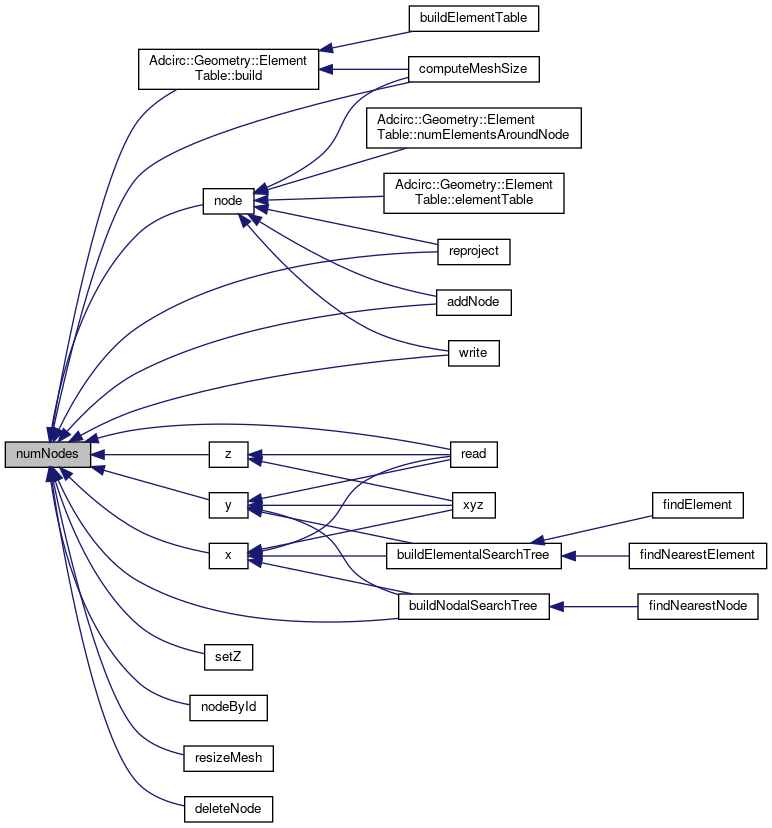 buildElementTable
Adcirc::Geometry::Element
Table::build
computeMeshSize
Adcirc::Geometry::Element
Table::numElementsAroundNode
Adcirc::Geometry::Element
Table::elementTable
node
reproject
addNode
write
numNodes
z
read
y
xyz
findElement
x
buildElementalSearchTree
findNearestElement
buildNodalSearchTree
findNearestNode
setZ
nodeById
resizeMesh
deleteNode